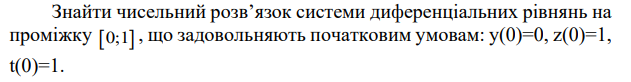 Знайти чисельний розв’язок системи диференціальних рівнянь на
проміжку [0;1], що задовольняють початковим умовам: y(0)=0, z(0)=1,
t(0)=1.